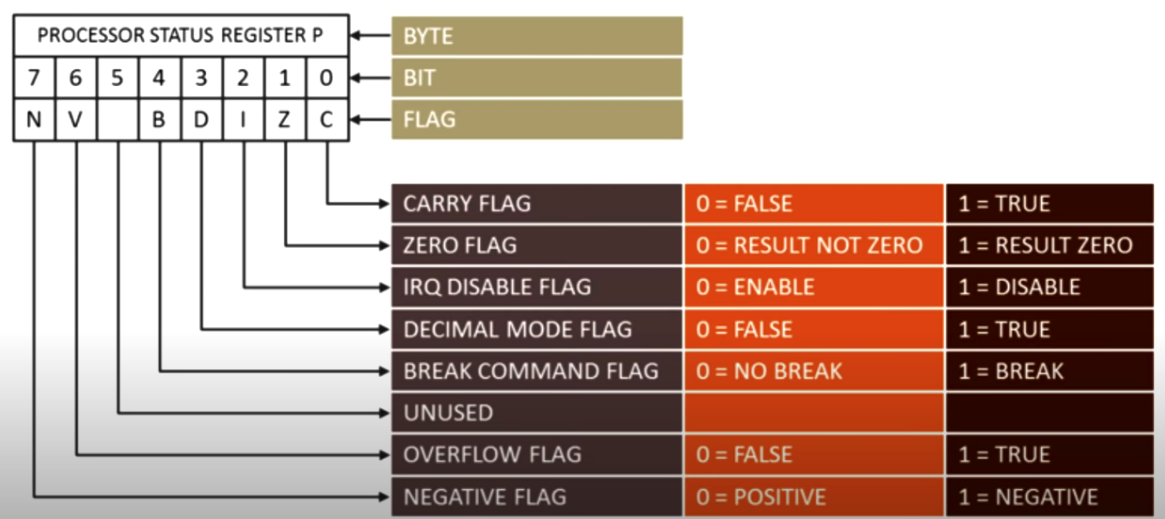 PROCESSOR STATUS REGISTER P BYTE
7 6 5 4 3 2 1 0 BIT
N V B D I Z C FLAG
CARRY FLAG 0 = FALSE 1 = TRUE
ZERO FLAG 0 = RESULT NOT ZERO 1 = RESULT ZERO
IRQ DISABLE FLAG 0 = ENABLE 1 = DISABLE
DECIMAL MODE FLAG 0 = FALSE 1 = TRUE
BREAK COMMAND FLAG 0 = NO BREAK 1 = BREAK
UNUSED
OVERFLOW FLAG 0 = FALSE 1 = TRUE
NEGATIVE FLAG 0 = POSITIVE 1 = NEGATIVE